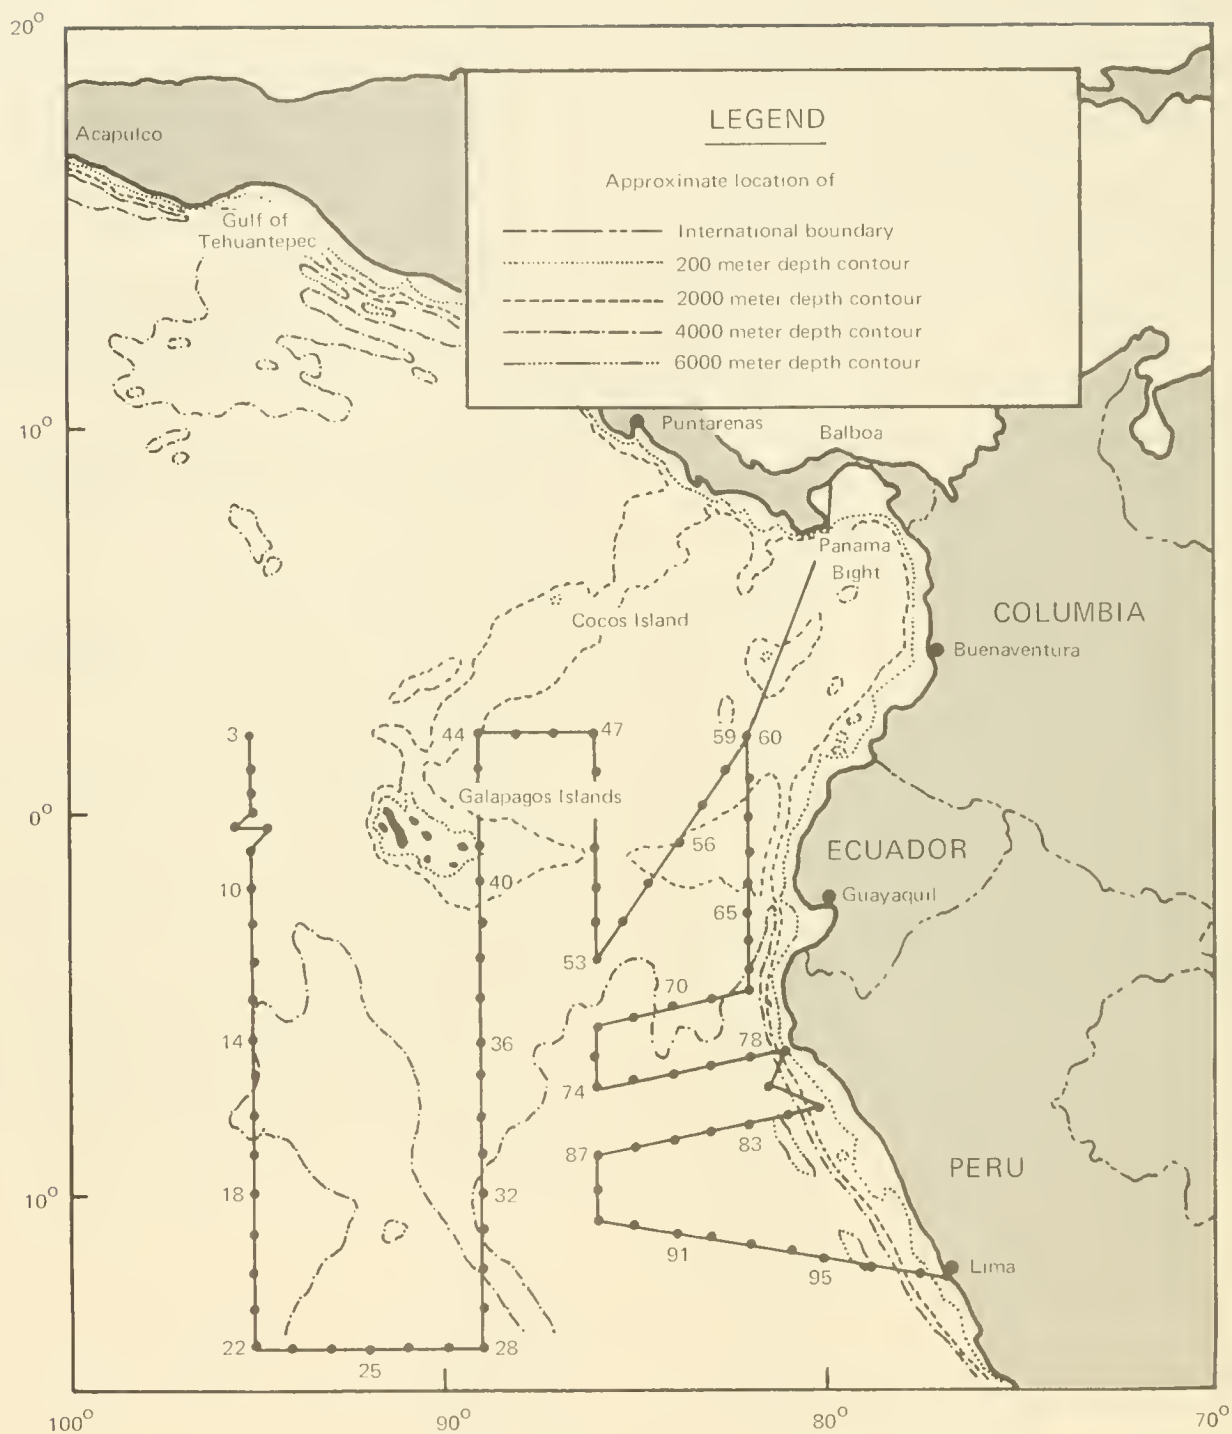 20°
Acapulco
Gulf of
Tehuantepec
LEGEND
Approximate location of
International boundary
200 meter depth contour
2000 meter depth contour
4000 meter depth contour
6000 meter depth contour
10°
Puntarenas
Balboa
Panama
Bight
Cocos Island
COLUMBIA
Buenaventura
3
44
47
59
60
Galapagos Islands
0°
56
ECUADOR
10
40
Guayaquil
65
53
70
14
36
78
74
83
87
PERU
10°
18
32
91
95
Lima
22
28
25
100°
90°
80°
70°